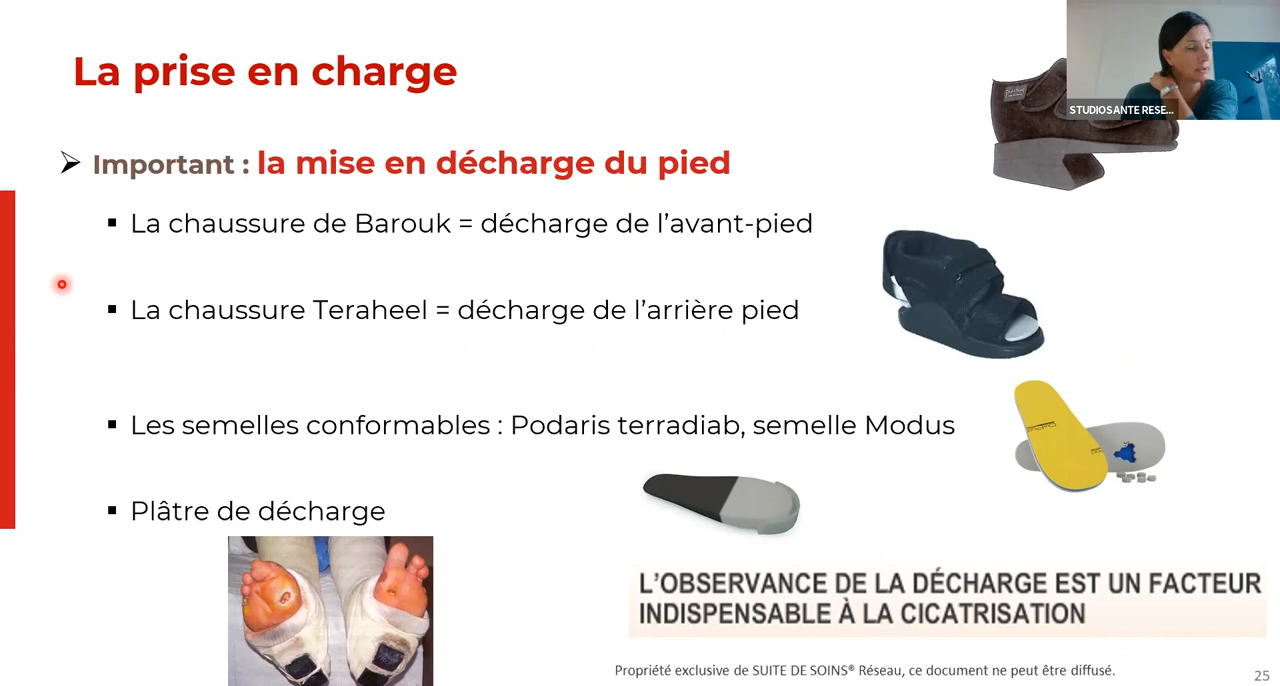 La prise en charge
STUDIOSANTE RESE...
Important : la mise en décharge du pied
La chaussure de Barouk = décharge de l’avant-pied
La chaussure Teraheel = décharge de l’arrière pied
Les semelles conformables : Podaris terradiab, semelle Modus
Plâtre de décharge
L’OBSERVANCE DE LA DÉCHARGE EST UN FACTEUR
INDISPENSABLE À LA CICATRISATION
Propriété exclusive de SUITE DE SOINS® Réseau, ce document ne peut être diffusé.
25